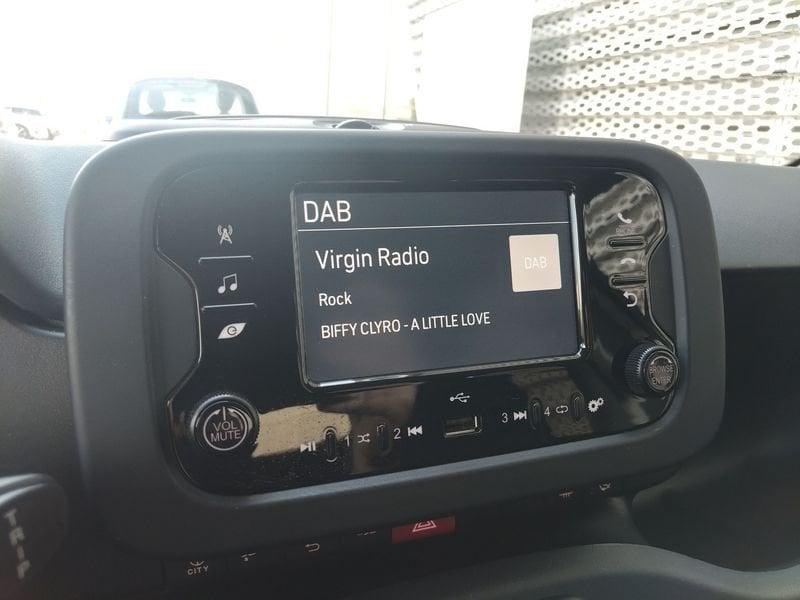 DAB
Virgin Radio
DAB
Rock
BIFFY CLYRO - A LITTLE LOVE
VOL
MUTE
1
2
3
4
BROWSE
ENTER
TRIP
CITY